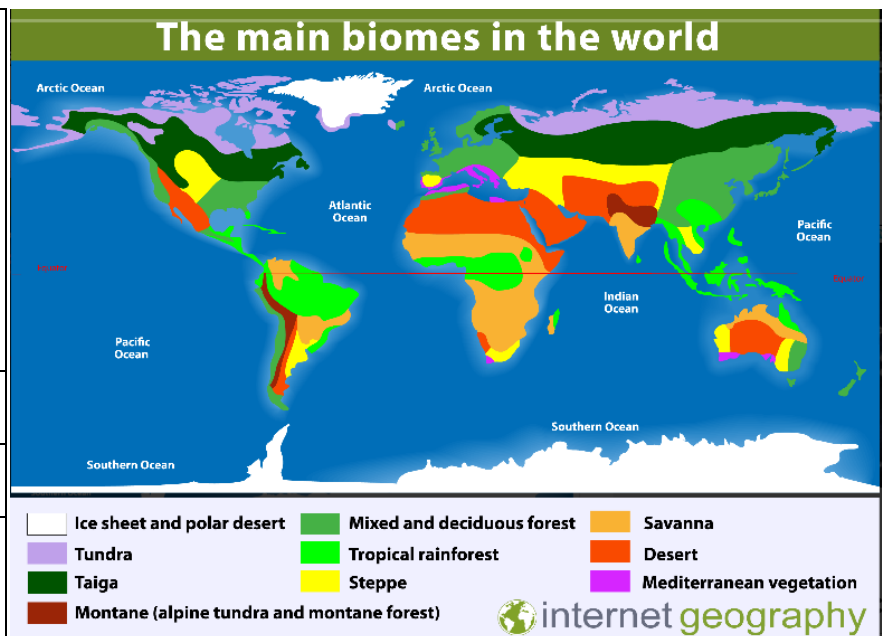 The main biomes in the world
Arctic Ocean
Arctic Ocean
Atlantic
Ocean
Pacific
Ocean
Equator
Indian
Ocean
Pacific
Ocean
Southern Ocean
Southern Ocean
Ice sheet and polar desert
Mixed and deciduous forest
Savanna
Tundra
Tropical rainforest
Desert
Taiga
Steppe
Mediterranean vegetation
Montane (alpine tundra and montane forest)
internet geography